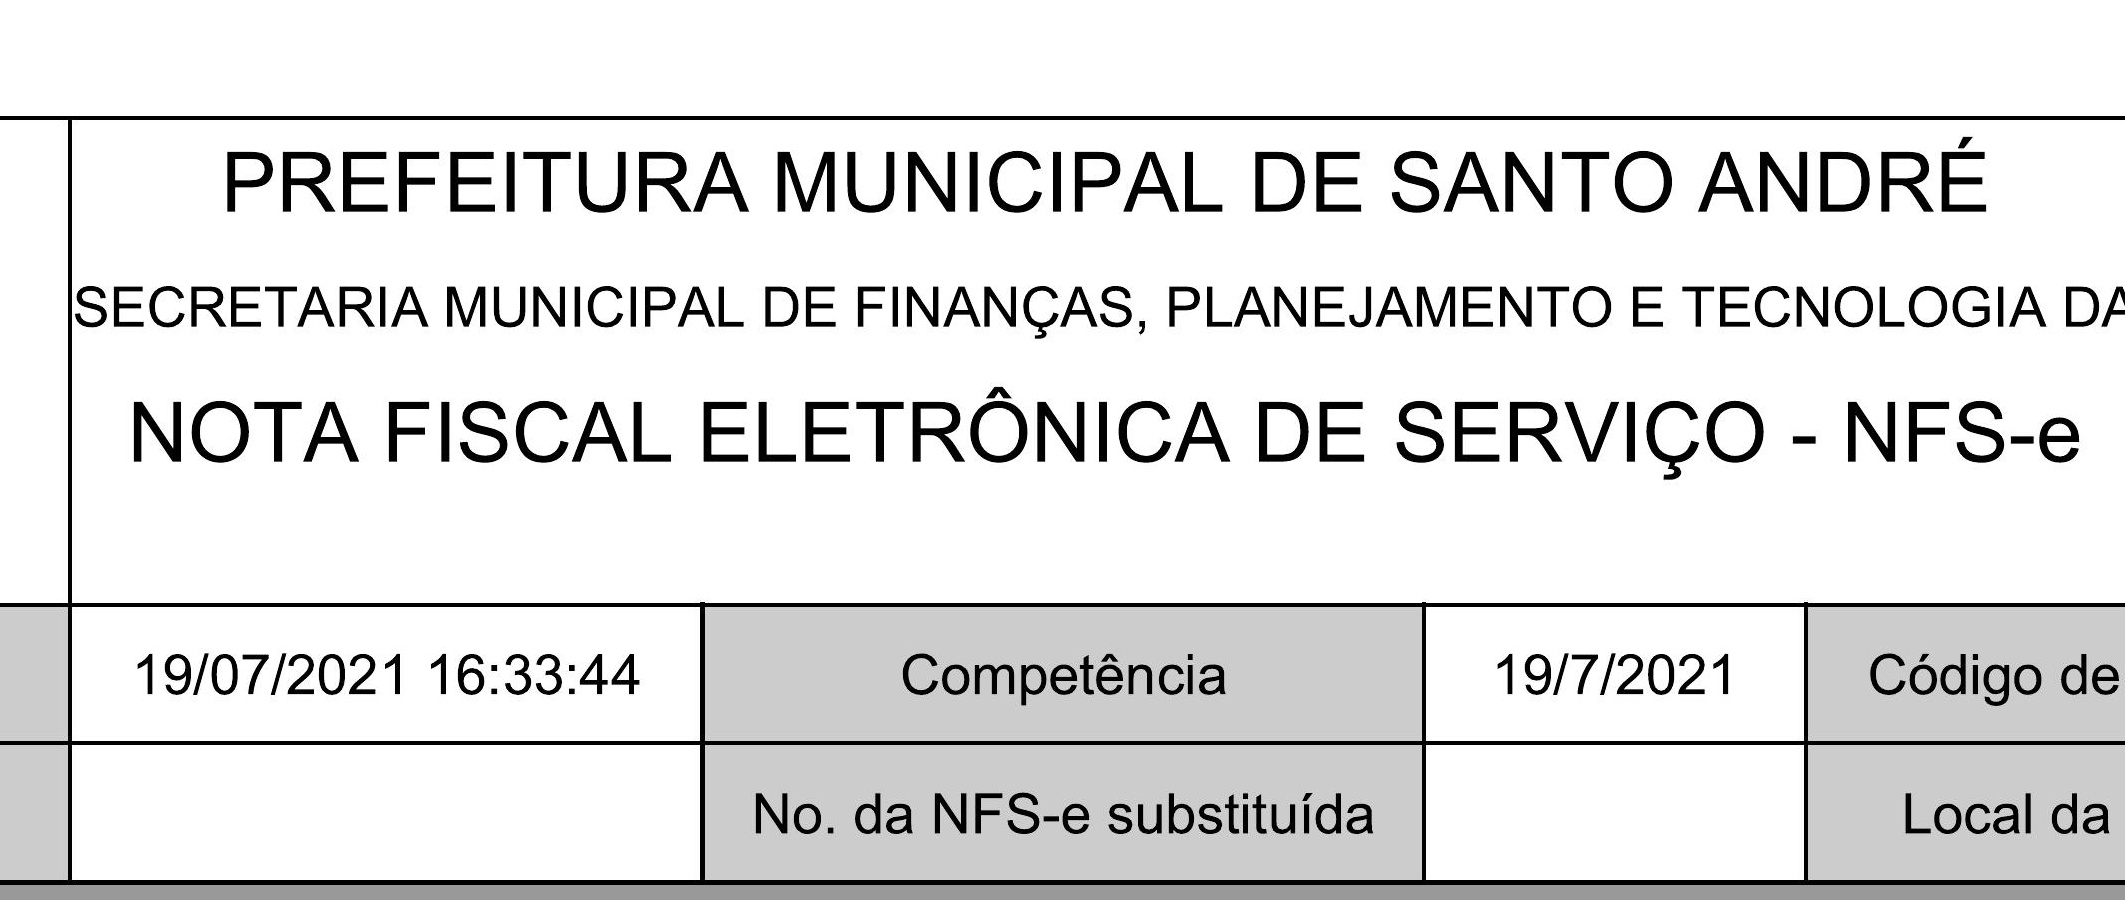 PREFEITURA MUNICIPAL DE SANTO ANDRÉ
SECRETARIA MUNICIPAL DE FINANÇAS, PLANEJAMENTO E TECNOLOGIA DA
NOTA FISCAL ELETRÔNICA DE SERVIÇO - NFS-e
19/07/2021 16:33:44 Competência 19/7/2021 Código de
No. da NFS-e substituída Local da